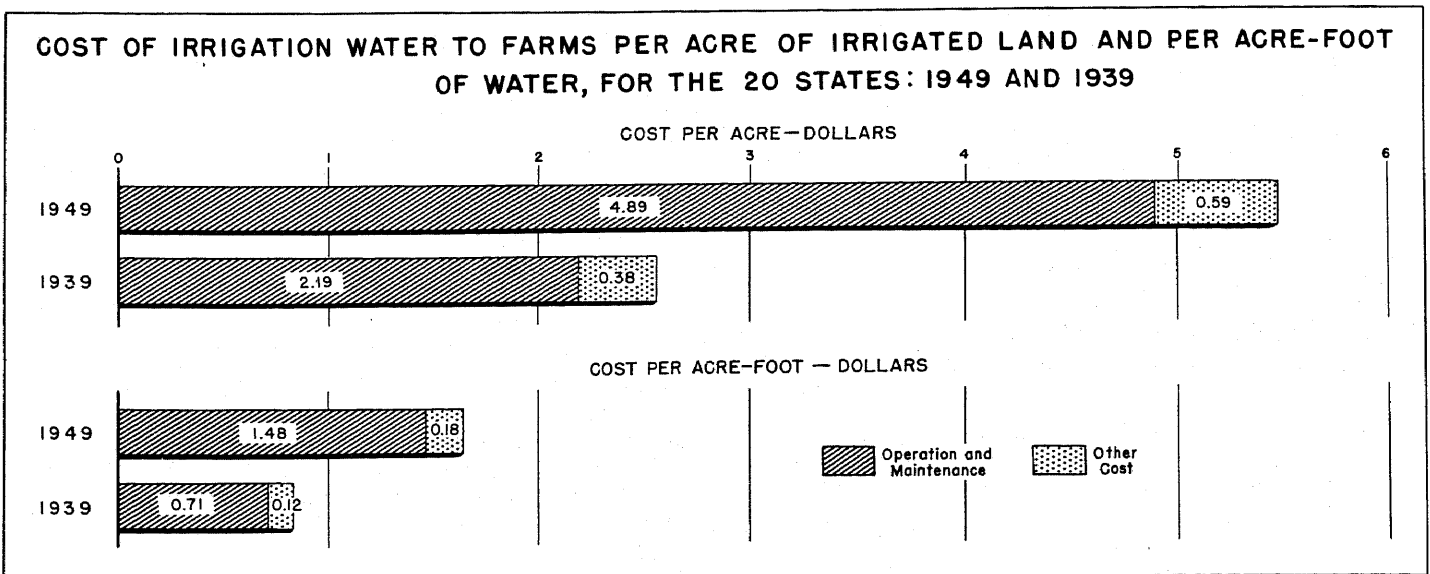 COST OF IRRIGATION WATER TO FARMS PER ACRE OF IRRIGATED LAND AND PER ACRE-FOOT
OF WATER, FOR THE 20 STATES: 1949 AND 1939
COST PER ACRE—DOLLARS
0 1 2 3 4 5 6
1949 4.89 0.59
1939 2.19 0.38
COST PER ACRE-FOOT — DOLLARS
1949 1.48 0.18
1939 0.71 0.12
Operation and
Maintenance
Other
Cost